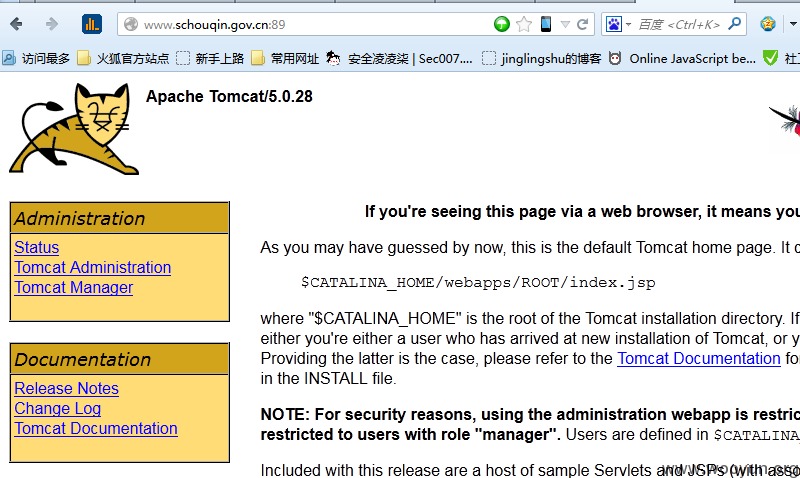 www.schouqin.gov.cn:89
百度 <Ctrl+K>
访问最多 火狐官方站点 新手上路 常用网址 安全凌凌柒 | Sec007.... jinglingshu的博客 Online JavaScript be... 社工
Apache Tomcat/5.0.28
Administration
Status
Tomcat Administration
Tomcat Manager
Documentation
Release Notes
Change Log
Tomcat Documentation
If you're seeing this page via a web browser, it means you
As you may have guessed by now, this is the default Tomcat home page. It c
$CATALINA_HOME/webapps/ROOT/index.jsp
where "$CATALINA_HOME" is the root of the Tomcat installation directory. If
either you're either a user who has arrived at new installation of Tomcat, or y
Providing the latter is the case, please refer to the Tomcat Documentation fo
in the INSTALL file.
NOTE: For security reasons, using the administration webapp is restric
restricted to users with role "manager". Users are defined in $CATALINA_
Included with this release are a host of sample Servlets and JSPs (with asso
www.wooyun.org